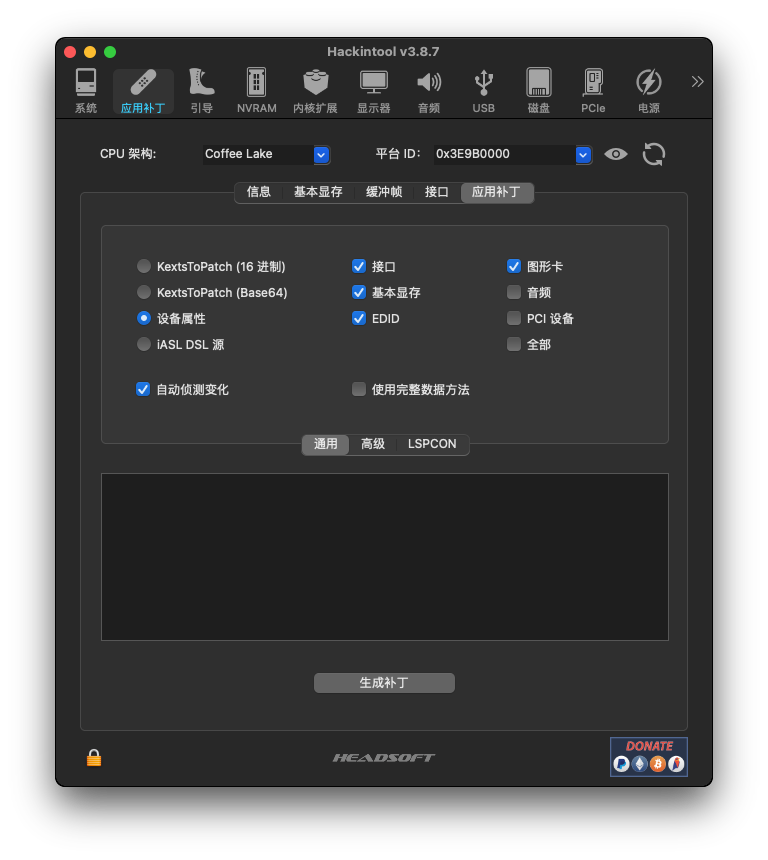 Hackintool v3.8.7
系统 应用补丁 引导 NVRAM 内核扩展 显示器 音频 USB 磁盘 PCIe 电源
CPU 架构: Coffee Lake 平台 ID: 0x3E9B0000
信息 基本显存 缓冲帧 接口 应用补丁
KextsToPatch (16 进制) 接口 图形卡
KextsToPatch (Base64) 基本显存 音频
设备属性 EDID PCI 设备
iASL DSL 源 全部
自动侦测变化 使用完整数据方法
通用 高级 LSPCON
生成补丁
HEADSOFT
DONATE